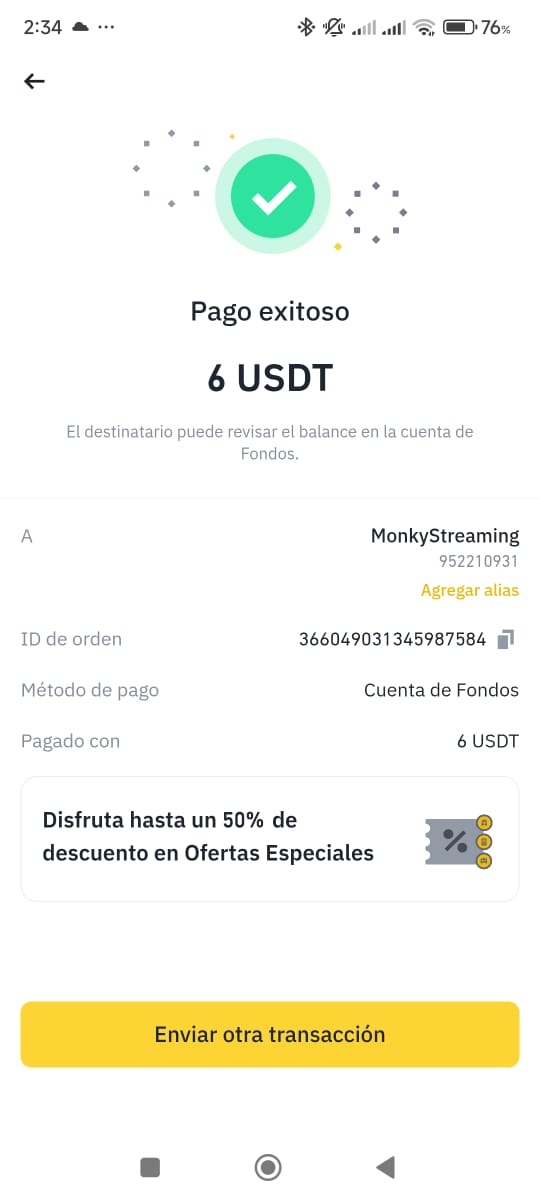 2:34
76%
Pago exitoso
6 USDT
El destinatario puede revisar el balance en la cuenta de
Fondos.
A
MonkyStreaming
952210931
Agregar alias
ID de orden
366049031345987584
Método de pago
Cuenta de Fondos
Pagado con
6 USDT
Disfruta hasta un 50% de
descuento en Ofertas Especiales
%
Enviar otra transacción